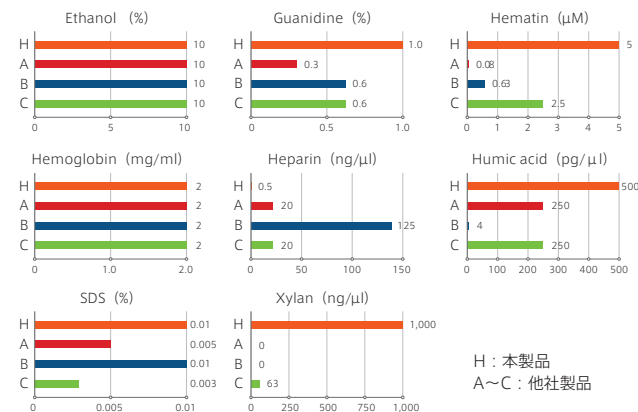 Ethanol （%）
H 10
A 10
B 10
C 10
0 5 10
Guanidine（%）
H 1.0
A 0.3
B 0.6
C 0.6
0 0.5 1.0
Hematin（μM）
H 5
A 0.08
B 0.63
C 2.5
0 1 2 3 4 5
Hemoglobin（mg/ml）
H 2
A 2
B 2
C 2
0 1.0 2.0
Heparin（ng/μl）
H 0.5
A 20
B 125
C 20
0 50 100 150
Humic acid（pg/μl）
H 500
A 250
B 4
C 250
0 100 200 300 400 500
SDS（%）
H 0.01
A 0.005
B 0.01
C 0.003
0 0.005 0.01
Xylan（ng/μl）
H 1,000
A 0
B 0
C 63
0 250 500 750 1,000
H：本製品
A～C：他社製品